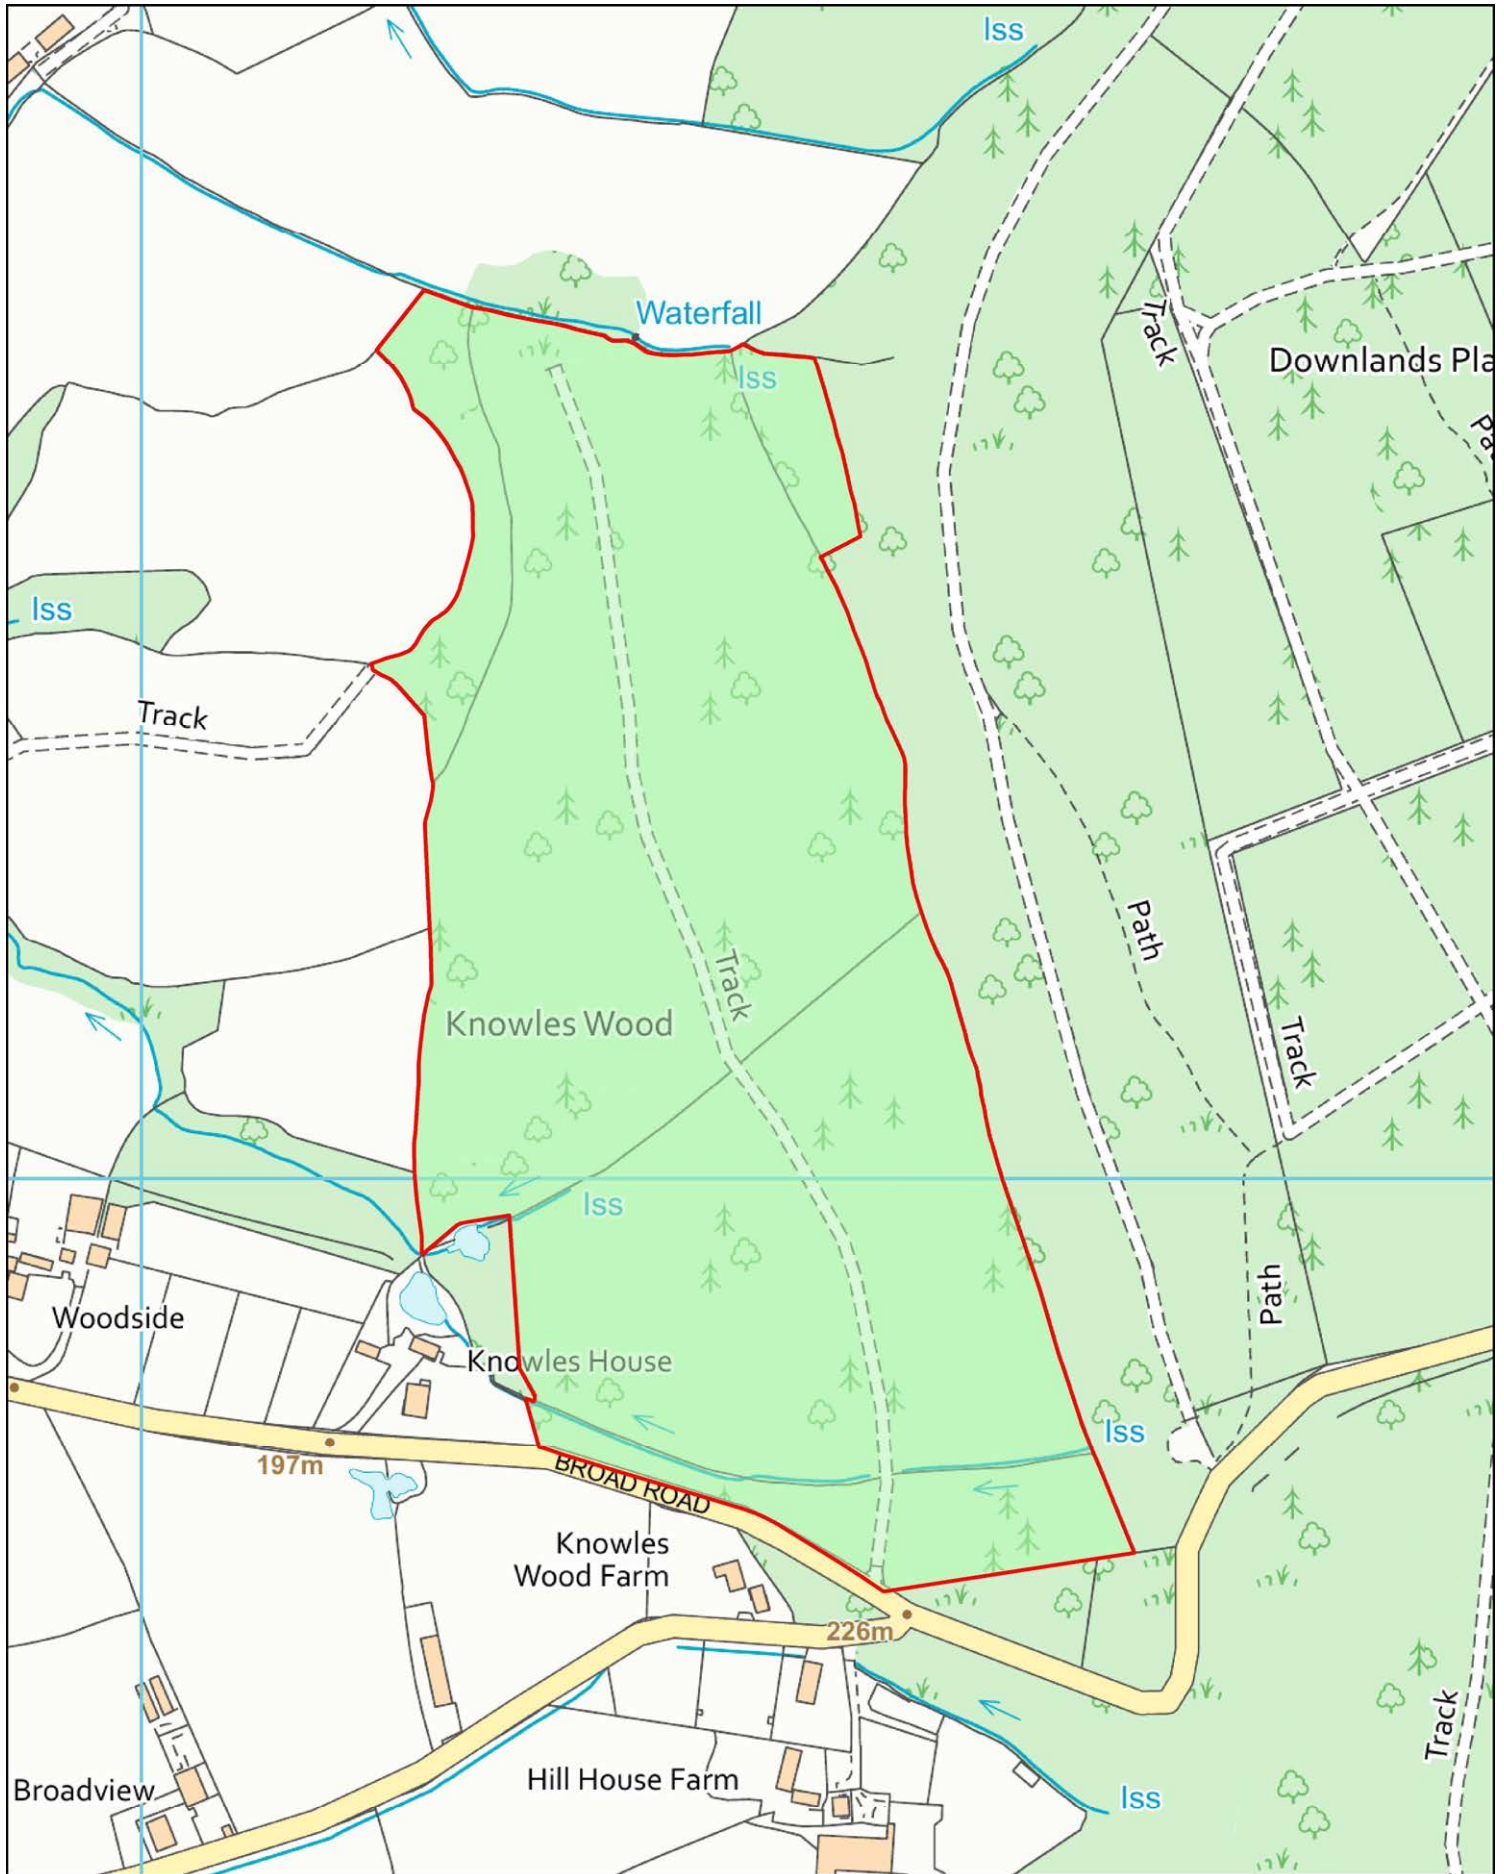 Iss
Waterfall
Iss
Track
Downlands Pla
Pa
Iss
Track
Path
Track
Knowles Wood
Track
Iss
Path
Woodside
Knowles House
Iss
197m
BROAD ROAD
Knowles
Wood Farm
226m
Track
Hill House Farm
Broadview
Iss